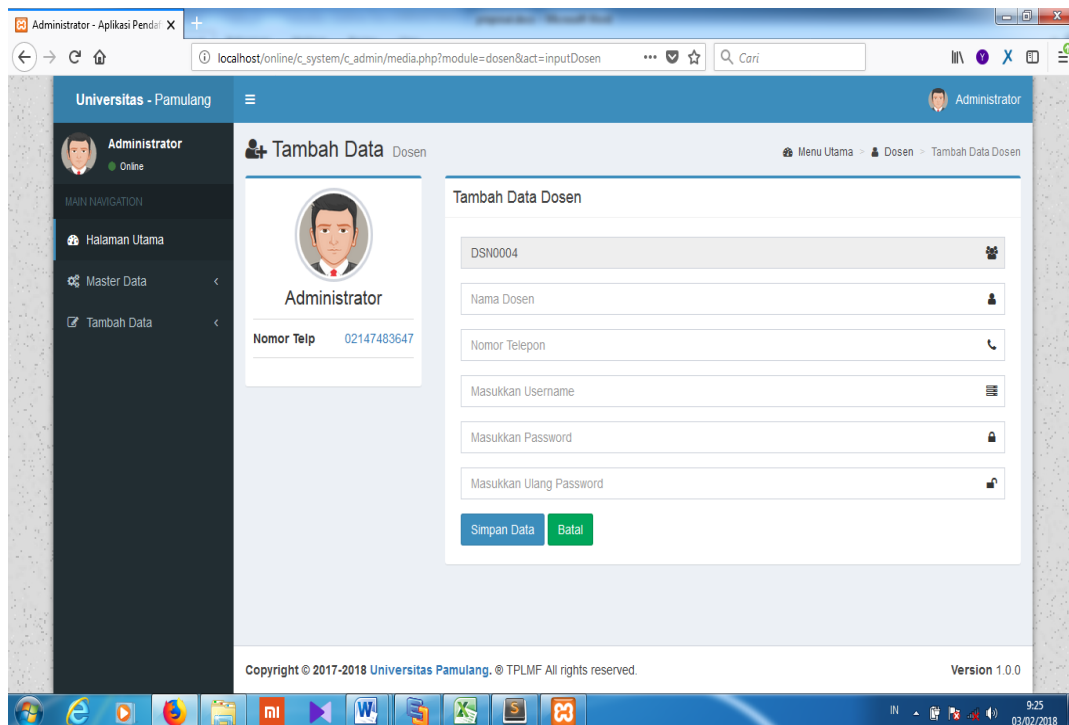 Administrator - Aplikasi Pendaf
localhost/online/c_system/c_admin/media.php?module=dosen&act=inputDosen
Cari
Universitas - Pamulang
Administrator
Administrator
Online
MAIN NAVIGATION
Halaman Utama
Master Data
Tambah Data
Tambah Data Dosen
Menu Utama > Dosen > Tambah Data Dosen
Administrator
Nomor Telp 02147483647
Tambah Data Dosen
DSN0004
Nama Dosen
Nomor Telepon
Masukkan Username
Masukkan Password
Masukkan Ulang Password
Simpan Data Batal
Copyright © 2017-2018 Universitas Pamulang. ® TPLMF All rights reserved.
Version 1.0.0
IN
9:25
03/02/2018